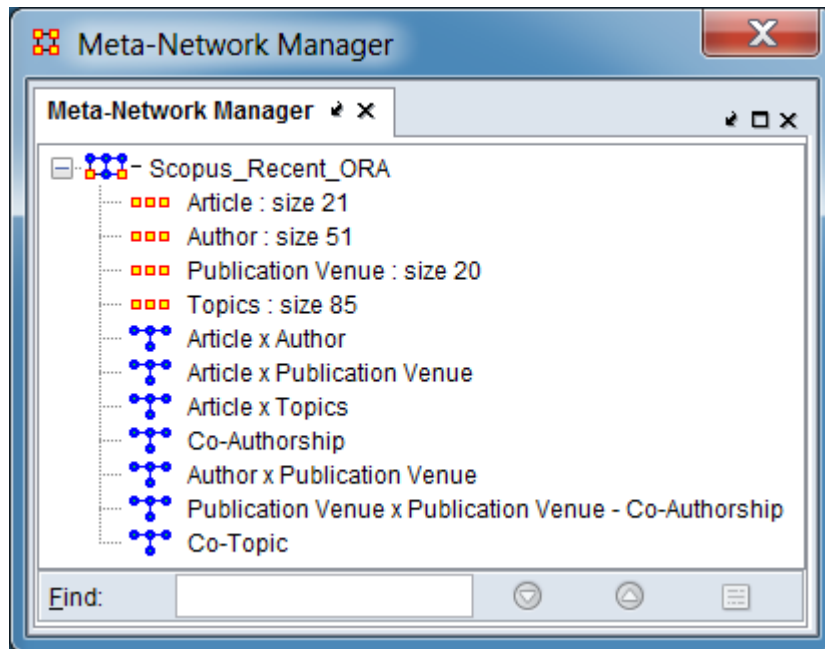 Meta-Network Manager
Meta-Network Manager
Scopus_Recent_ORA
Article : size 21
Author : size 51
Publication Venue : size 20
Topics : size 85
Article x Author
Article x Publication Venue
Article x Topics
Co-Authorship
Author x Publication Venue
Publication Venue x Publication Venue - Co-Authorship
Co-Topic
Find: